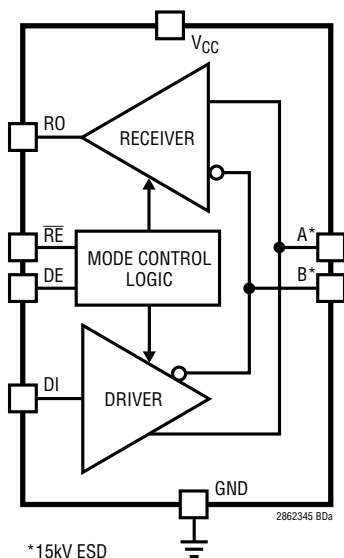 VCC
RO
RECEIVER
RE
MODE CONTROL
LOGIC
DE
A*
B*
DI
DRIVER
GND
2862345 BDa
*15kV ESD